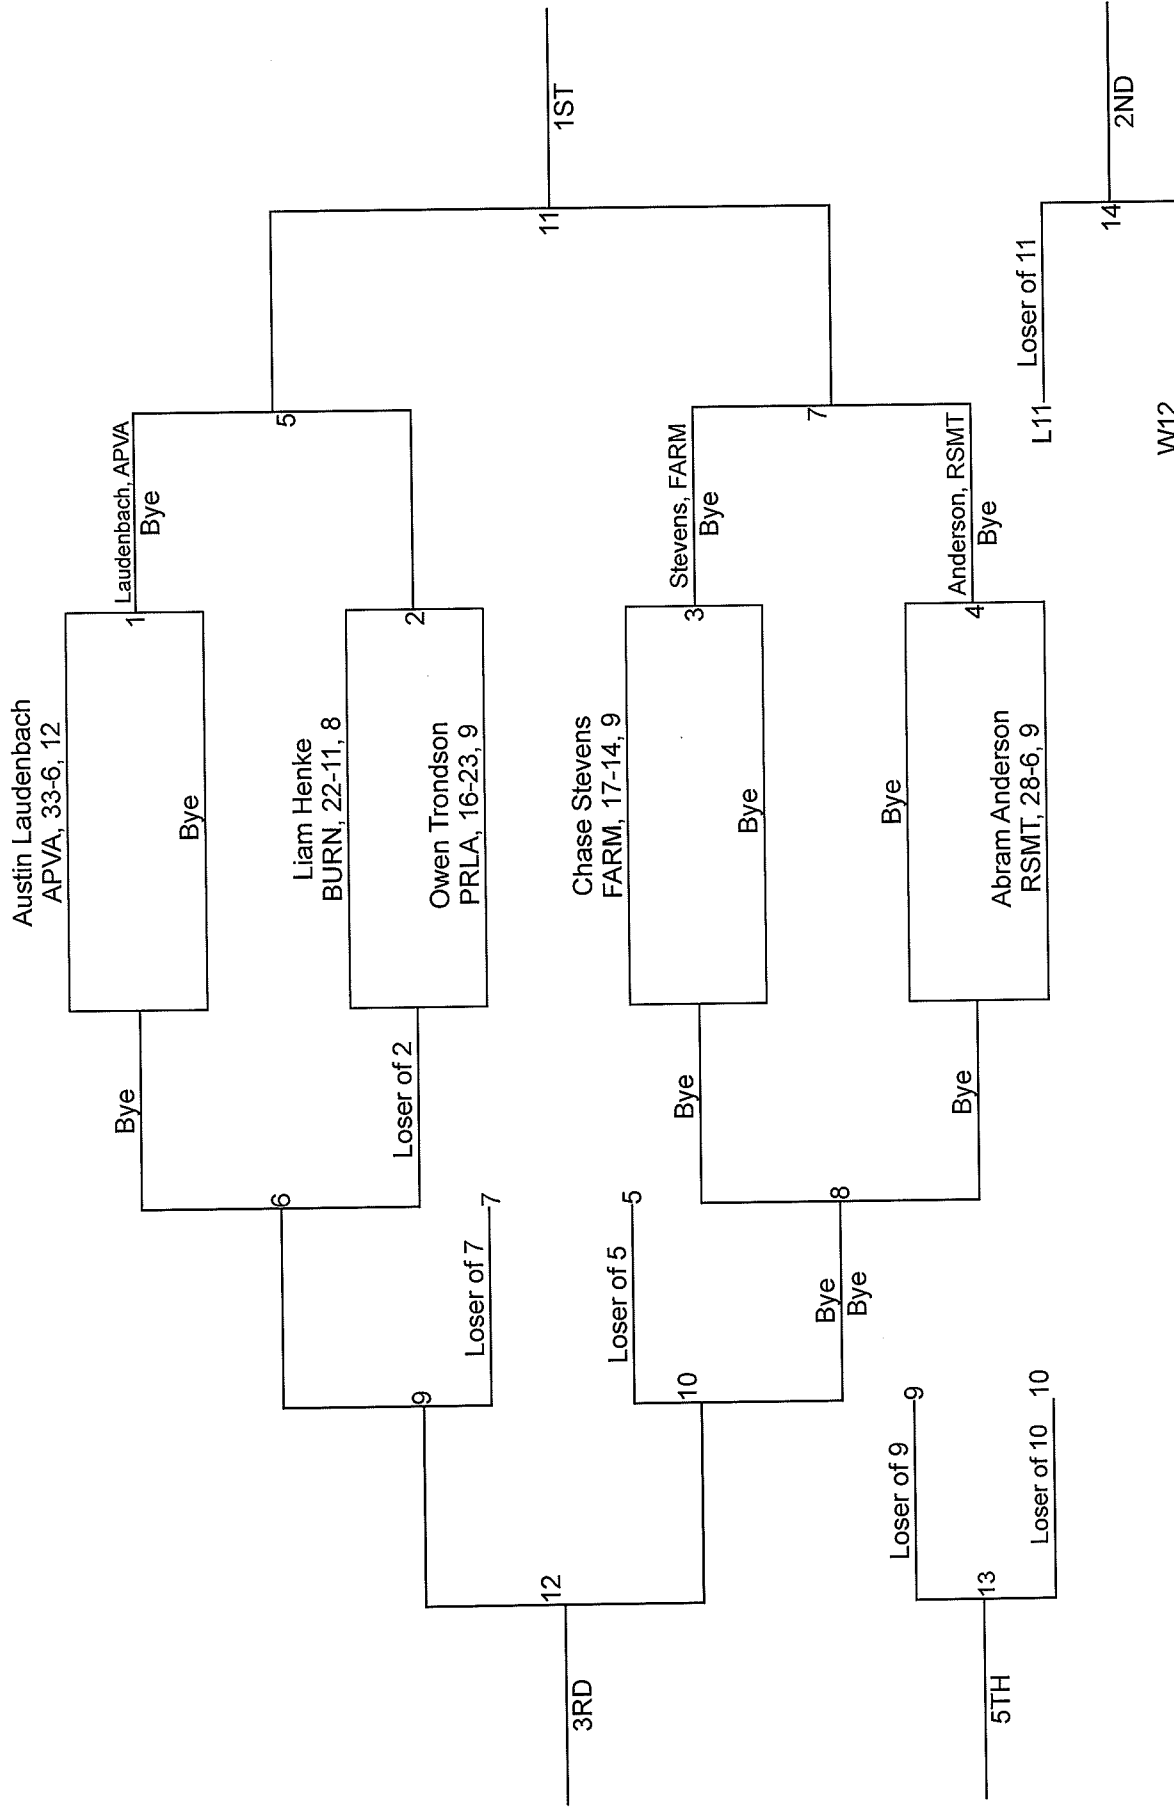 Austin Laudenbach
APVA, 33-6, 12
Bye
1
Laudenbach, APVA
Bye
Liam Henke
BURN, 22-11, 8
Owen Trondson
PRLA, 16-23, 9
2
5
Chase Stevens
FARM, 17-14, 9
Bye
3
Stevens, FARM
Bye
Bye
Abram Anderson
RSMT, 28-6, 9
4
Anderson, RSMT
Bye
7
11
1ST
L11
Loser of 11
W12
14
2ND
Bye
Loser of 2
6
Loser of 7
7
9
Bye
Bye
8
Loser of 5
5
Bye
Bye
10
12
3RD
Loser of 9
9
Loser of 10
10
13
5TH